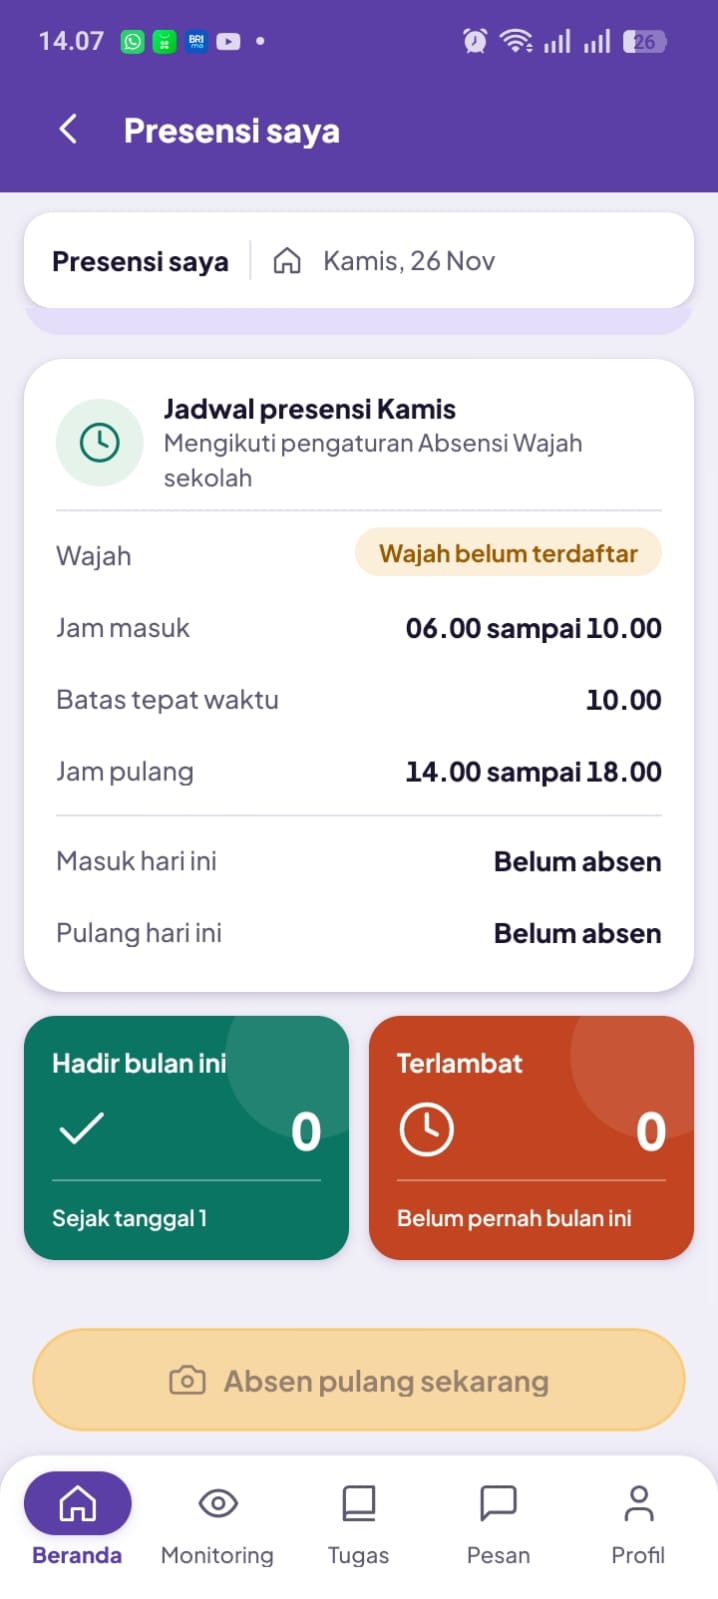 14.07
BRI
mo
26
Presensi saya
Presensi saya
Kamis, 26 Nov
Jadwal presensi Kamis
Mengikuti pengaturan Absensi Wajah
sekolah
Wajah
Wajah belum terdaftar
Jam masuk
06.00 sampai 10.00
Batas tepat waktu
10.00
Jam pulang
14.00 sampai 18.00
Masuk hari ini
Belum absen
Pulang hari ini
Belum absen
Hadir bulan ini
0
Sejak tanggal 1
Terlambat
0
Belum pernah bulan ini
Absen pulang sekarang
Beranda
Monitoring
Tugas
Pesan
Profil